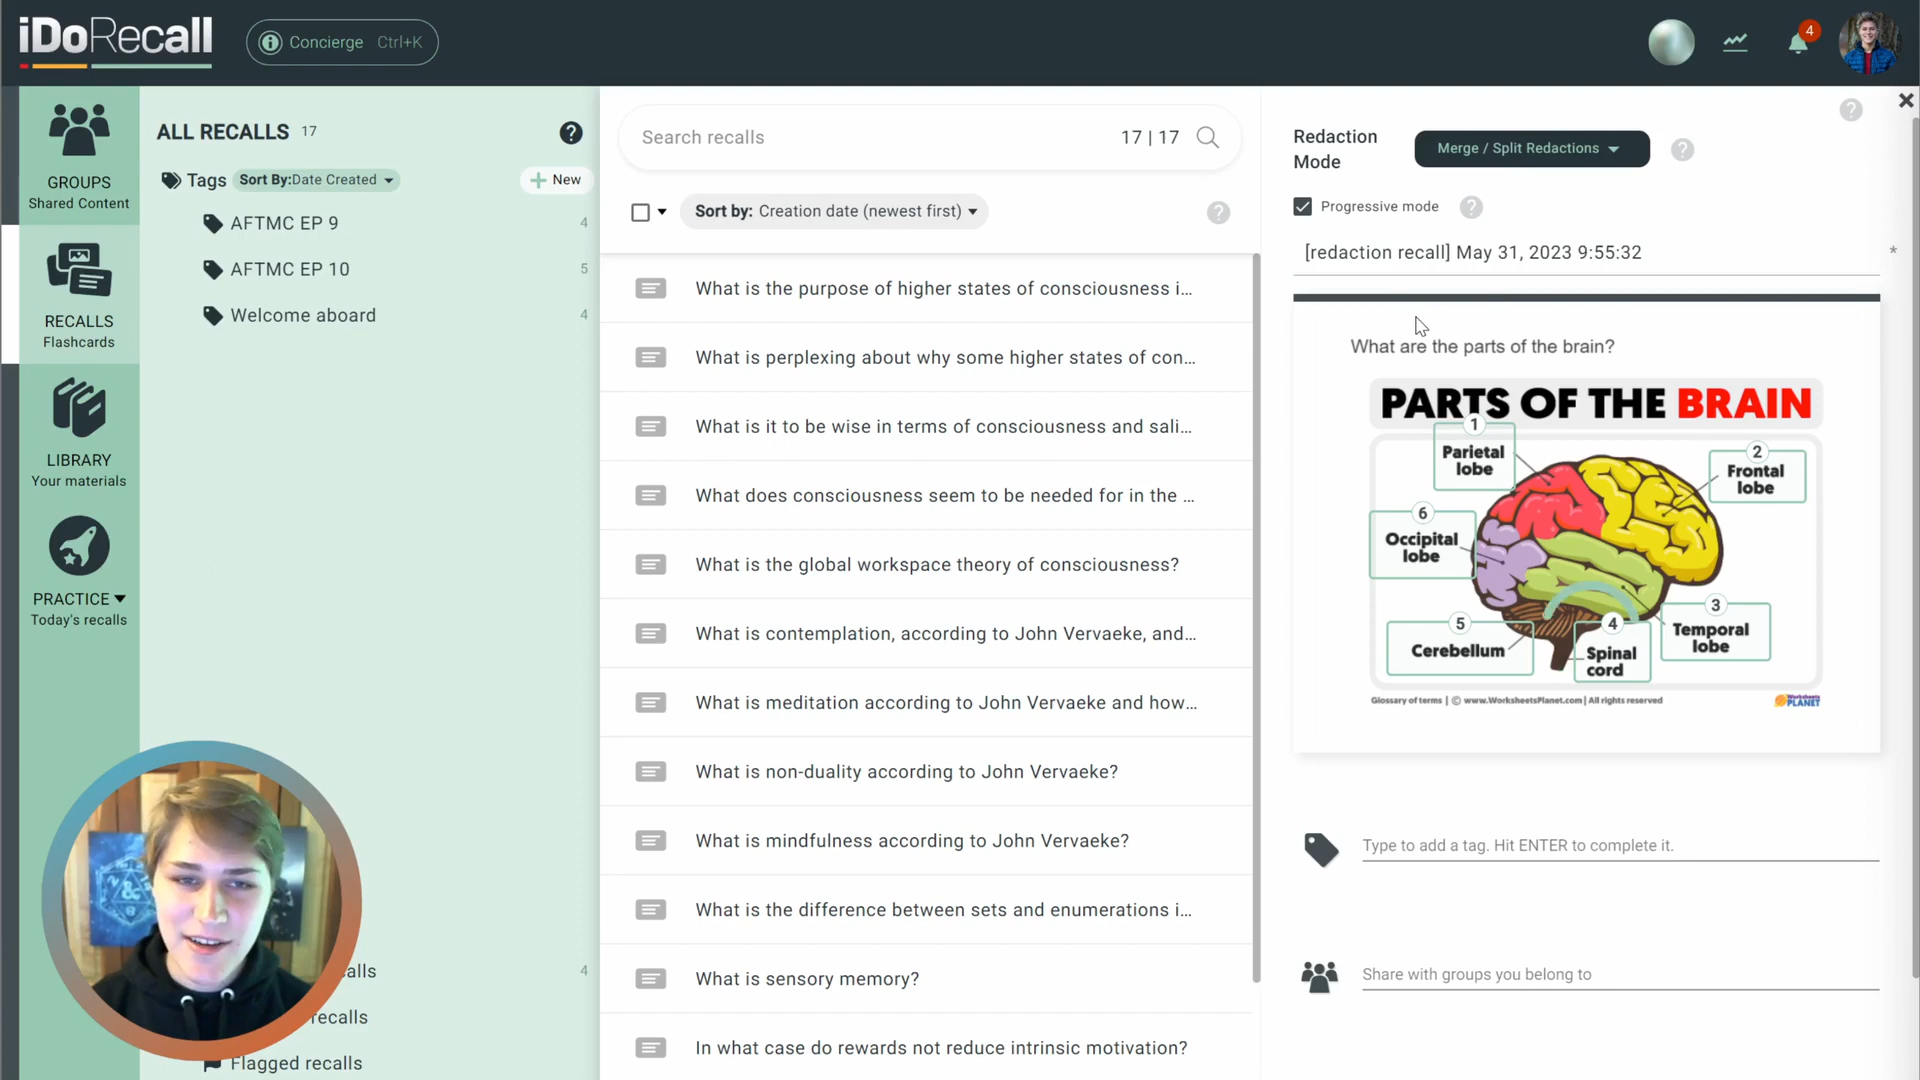 iDoRecall
Concierge Ctrl+K
4
GROUPS
Shared Content
RECALLS
Flashcards
LIBRARY
Your materials
PRACTICE
Today's recalls
ALL RECALLS 17
?
Tags Sort By:Date Created
+ New
AFTMC EP 9 4
AFTMC EP 10 5
Welcome aboard 4
alls 4
recalls
Flagged recalls
Search recalls 17 | 17
Sort by: Creation date (newest first)
?
What is the purpose of higher states of consciousness i...
What is perplexing about why some higher states of con...
What is it to be wise in terms of consciousness and sali...
What does consciousness seem to be needed for in the ...
What is the global workspace theory of consciousness?
What is contemplation, according to John Vervaeke, and...
What is meditation according to John Vervaeke and how...
What is non-duality according to John Vervaeke?
What is mindfulness according to John Vervaeke?
What is the difference between sets and enumerations i...
What is sensory memory?
In what case do rewards not reduce intrinsic motivation?
?
Redaction
Mode
Merge / Split Redactions
?
Progressive mode ?
[redaction recall] May 31, 2023 9:55:32 *
What are the parts of the brain?
PARTS OF THE BRAIN
1
Parietal
lobe
2
Frontal
lobe
6
Occipital
lobe
3
Temporal
lobe
5
Cerebellum
4
Spinal
cord
Glossary of terms | © www.WorksheetsPlanet.com | All rights reserved
Worksheets
PLANET
Type to add a tag. Hit ENTER to complete it.
Share with groups you belong to